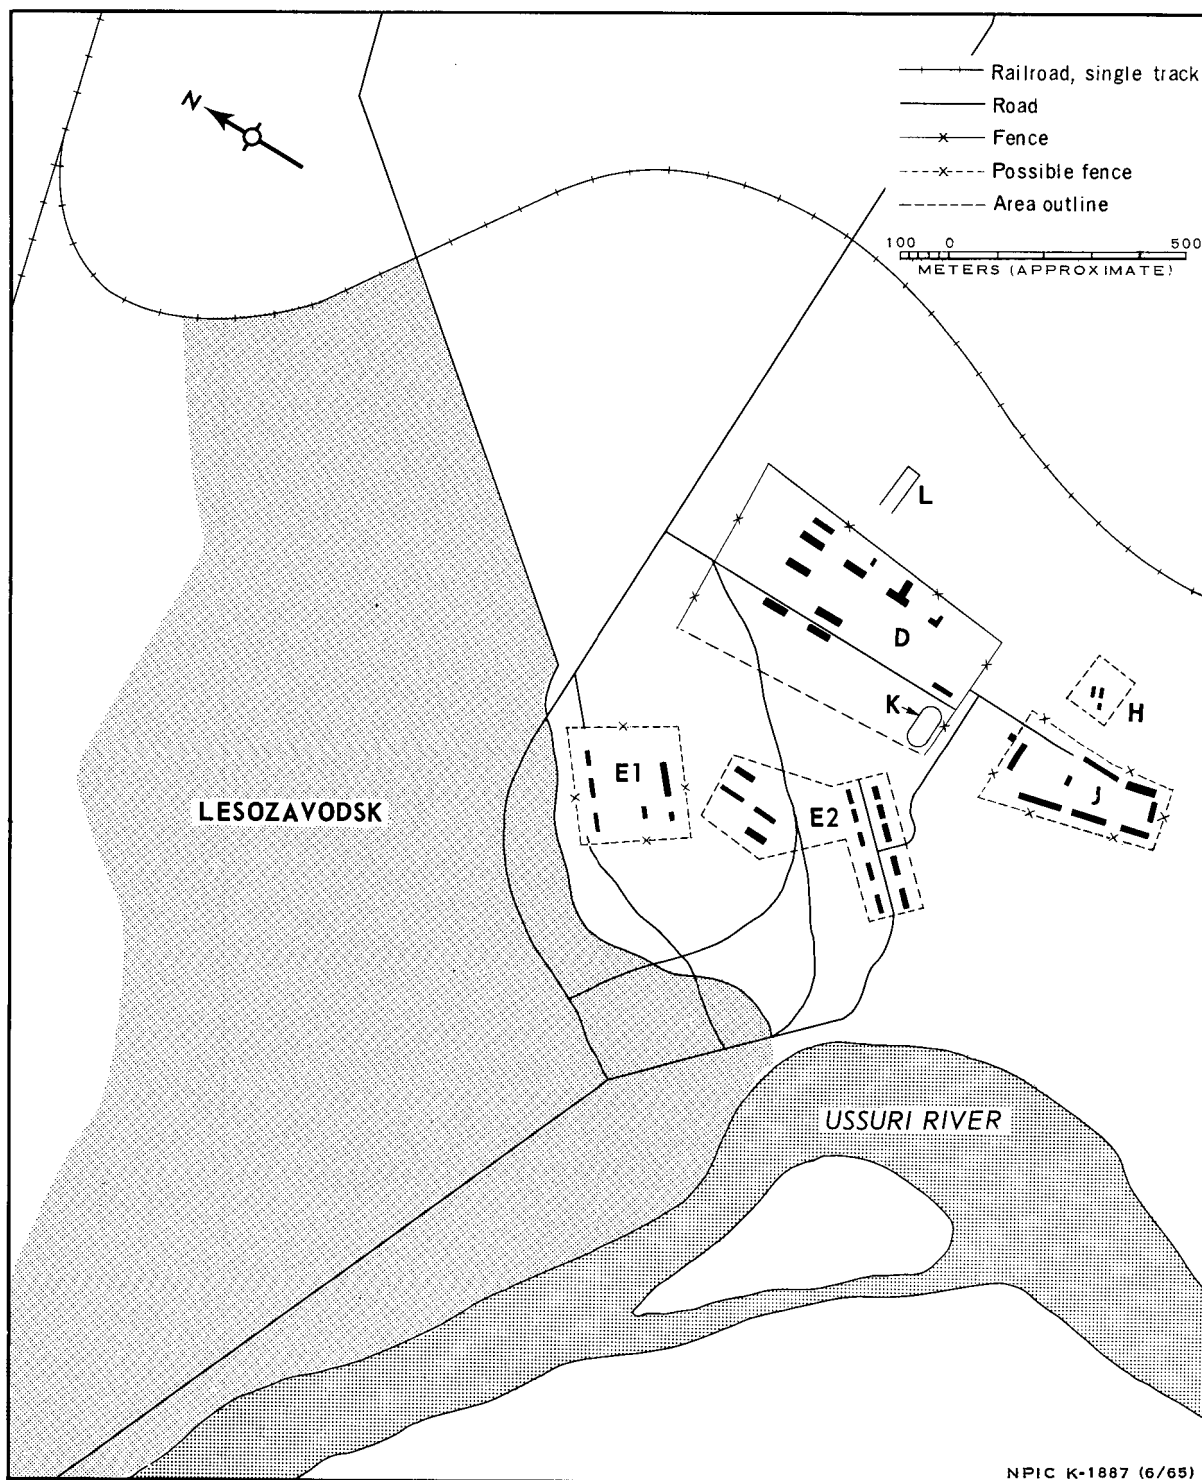 N
Railroad, single track
Road
Fence
Possible fence
Area outline
100 0 500
METERS (APPROXIMATE)
L
D
K
H
E1
J
LESOZAVODSK
E2
USSURI RIVER
NPIC K-1887 (6/65)